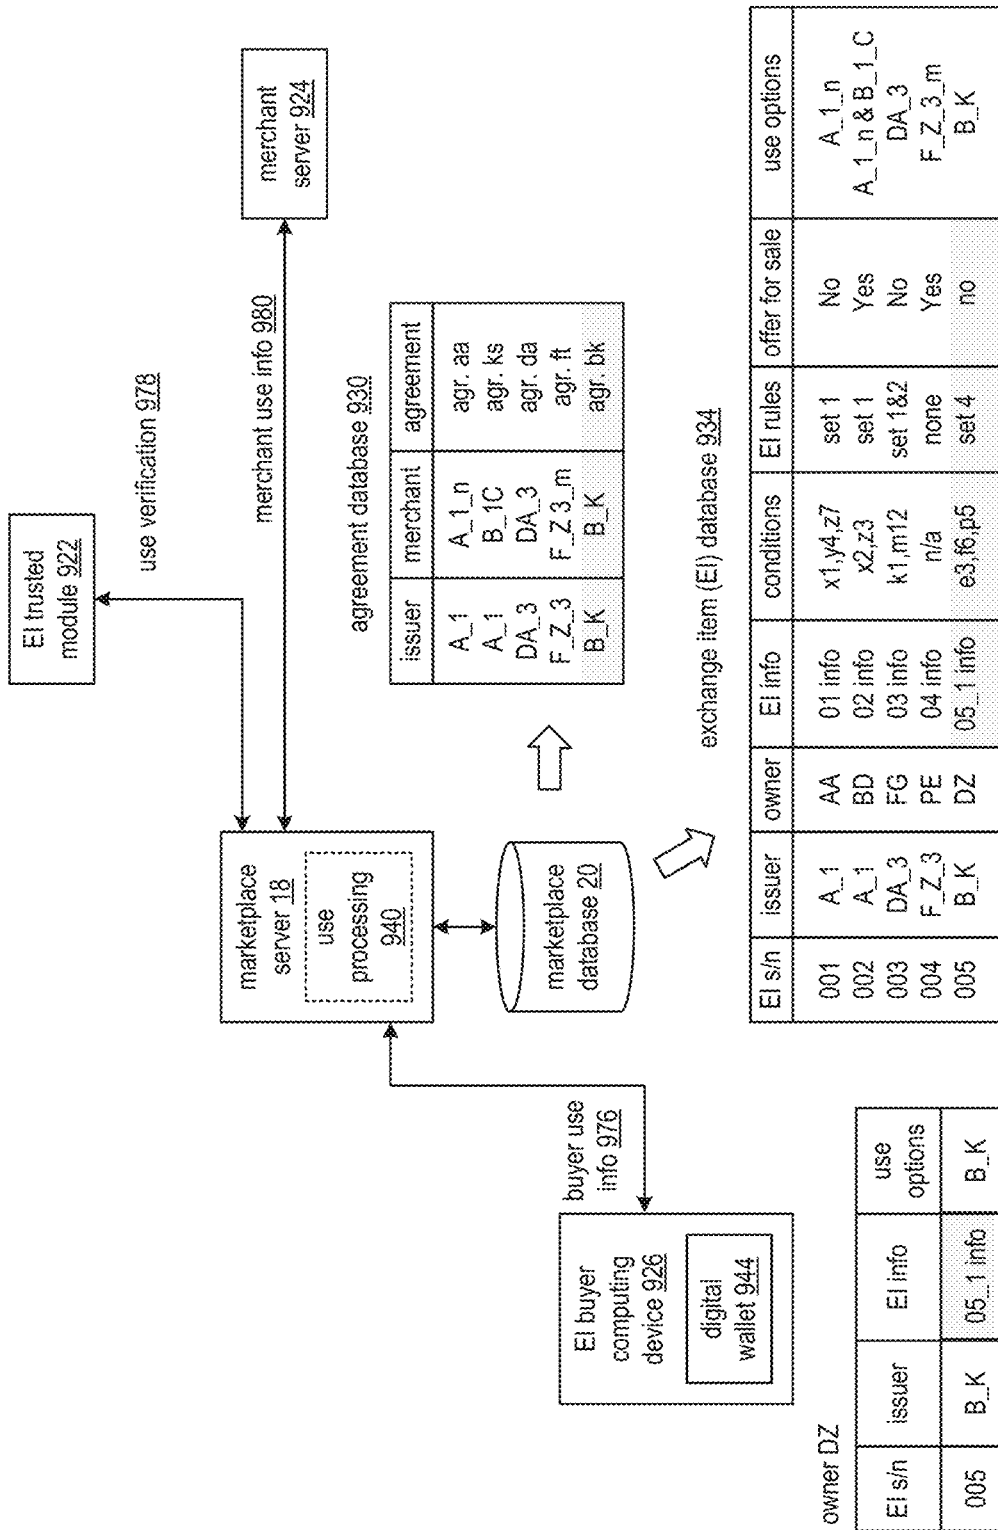 EI trusted
module 922
use verification 978
merchant use info 980
merchant
server 924
marketplace
server 18
use
processing
940
marketplace
database 20
buyer use
info 976
EI buyer
computing
device 926
digital
wallet 944
agreement database 930
issuer merchant agreement
A_1 A_1_n agr. aa
A_1 B_1C agr. ks
DA_3 DA_3 agr. da
F_Z_3 F_Z 3_m agr. ft
B_K B_K agr. bk
exchange item (EI) database 934
EI s/n issuer owner EI info conditions EI rules offer for sale use options
001 A_1 AA 01 info x1,y4,z7 set 1 No A_1_n
002 A_1 BD 02 info x2,z3 set 1 Yes A_1_n & B_1_C
003 DA_3 FG 03 info k1,m12 set 1&2 No DA_3
004 F_Z_3 PE 04 info n/a none Yes F_Z_3_m
005 B_K DZ 05_1 info e3,f6,p5 set 4 no B_K
owner DZ
EI s/n issuer EI info use
options
005 B_K 05_1 info B_K